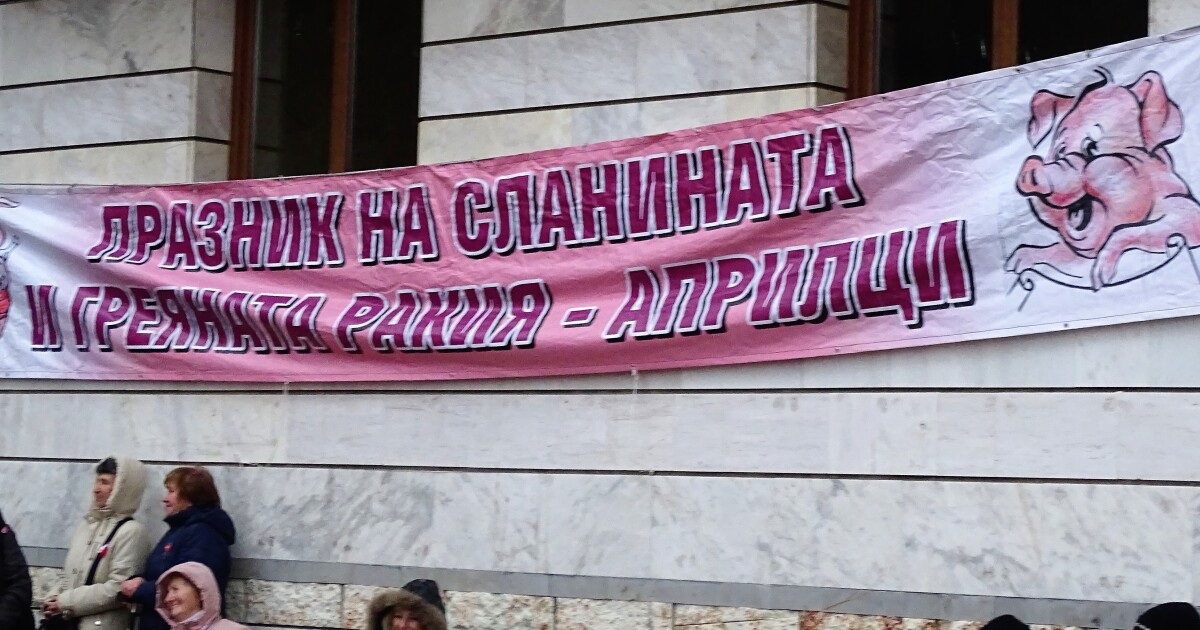 ПРАЗНИК НА СЛАНИНАТА
И ГРЕЯНАТА РАКИЯ - АПРИЛЦИ